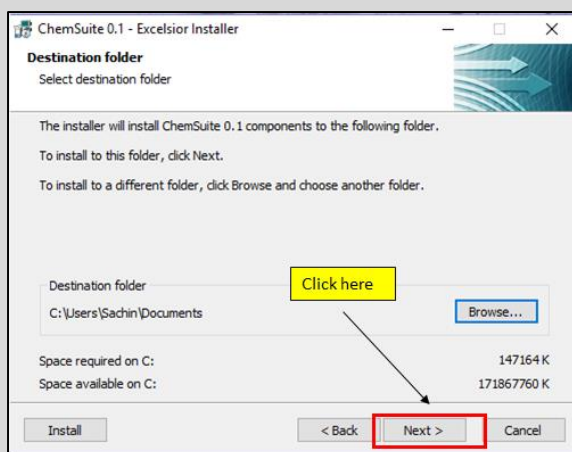 ChemSuite 0.1 - Excelsior Installer
Destination folder
Select destination folder
The installer will install ChemSuite 0.1 components to the following folder.
To install to this folder, click Next.
To install to a different folder, click Browse and choose another folder.
Destination folder
Click here
C:\Users\Sachin\Documents
Browse...
Space required on C: 147164 K
Space available on C: 171867760 K
Install < Back Next > Cancel